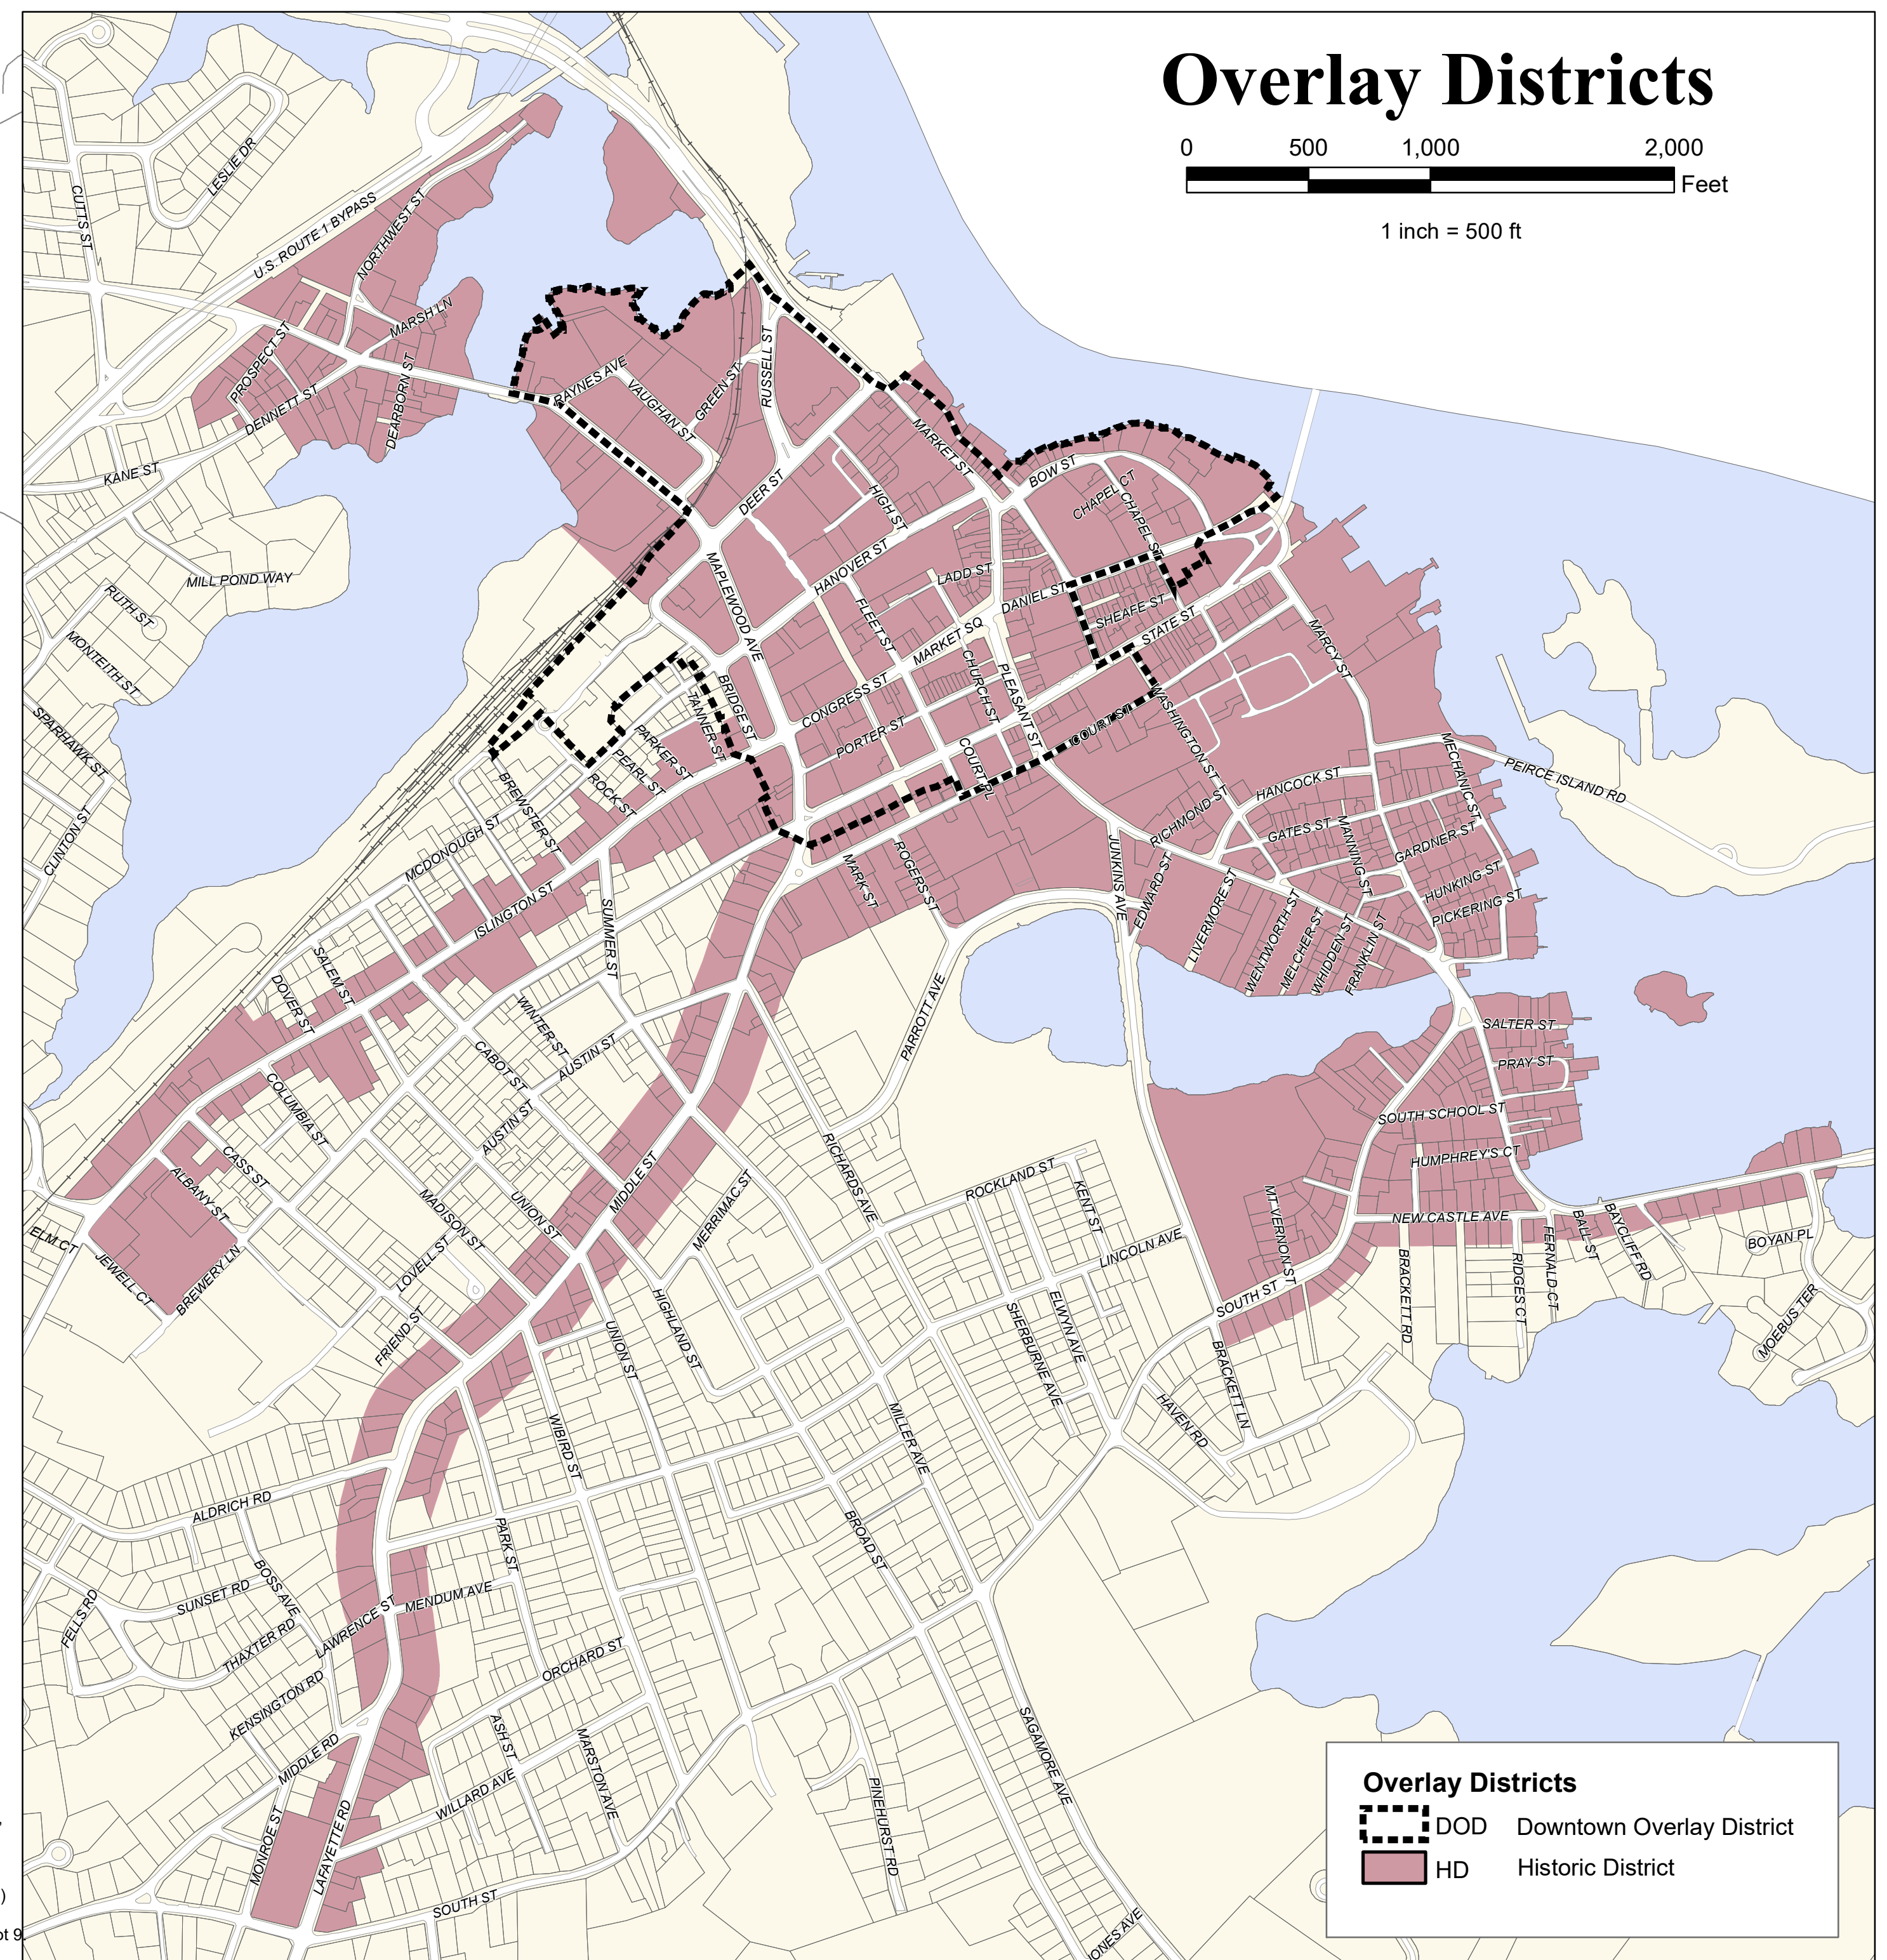 Overlay Districts
0 500 1,000 2,000
Feet
1 inch = 500 ft
LESLIE DR
CUTTS ST
U.S. ROUTE 1 BYPASS
NORTHWEST ST
MARSH LN
PROSPECT ST
DENNETT ST
DEARBORN ST
KANE ST
MILL POND WAY
RUTH ST
MONTEITH ST
SPARHAWK ST
CLINTON ST
RAYNES AVE
VAUGHAN ST
GREEN ST
RUSSELL ST
DEER ST
MARKET ST
HIGH ST
BOW ST
CHAPEL CT
CHAPEL ST
HANOVER ST
LADD ST
DANIEL ST
SHEAFE ST
STATE ST
MAPLEWOOD AVE
FLEET ST
MARKET SQ
CHURCH ST
PLEASANT ST
MARCY ST
BRIDGE ST
TANNER ST
CONGRESS ST
PORTER ST
COURT ST
COURT PL
WASHINGTON ST
PARKER ST
PEARL ST
ROCK ST
BREWSTER ST
MCDONOUGH ST
ISLINGTON ST
SUMMER ST
MARK ST
ROGERS ST
JUNKINS AVE
EDWARD ST
RICHMOND ST
HANCOCK ST
GATES ST
MANNING ST
MECHANIC ST
PEIRCE ISLAND RD
GARDNER ST
HUNKING ST
PICKERING ST
LIVERMORE ST
WENTWORTH ST
MELCHER ST
WHIDDEN ST
FRANKLIN ST
SALEM ST
DOVER ST
WINTER ST
AUSTIN ST
CABOT ST
PARROTT AVE
SALTER ST
PRAY ST
SOUTH SCHOOL ST
HUMPHREY'S CT
NEW CASTLE AVE
COLUMBIA ST
CASS ST
ALBANY ST
AUSTIN ST
MADISON ST
UNION ST
MIDDLE ST
MERRIMAC ST
RICHARDS AVE
ROCKLAND ST
KENT ST
LINCOLN AVE
MT VERNON ST
SOUTH ST
BRACKETT RD
RIDGES CT
FERNALD CT
BALL ST
BAYCLIFF RD
BOYAN PL
MOEBUS TER
ELM CT
JEWELL CT
BREWERY LN
LOVELL ST
FRIEND ST
UNION ST
HIGHLAND ST
SHERBURNE AVE
ELWYN AVE
BRACKETT LN
HAVEN RD
WIBIRD ST
MILLER AVE
ALDRICH RD
PARK ST
BROAD ST
BOSS AVE
SUNSET RD
FELLS RD
THAXTER RD
LAWRENCE ST
MENDUM AVE
KENSINGTON RD
ORCHARD ST
MIDDLE RD
ASH ST
MARSTON AVE
WILLARD AVE
MONROE ST
LAFAYETTE RD
SOUTH ST
PINEHURST RD
SAGAMORE AVE
JONES AVE
Overlay Districts
DOD Downtown Overlay District
HD Historic District
)
ot 9